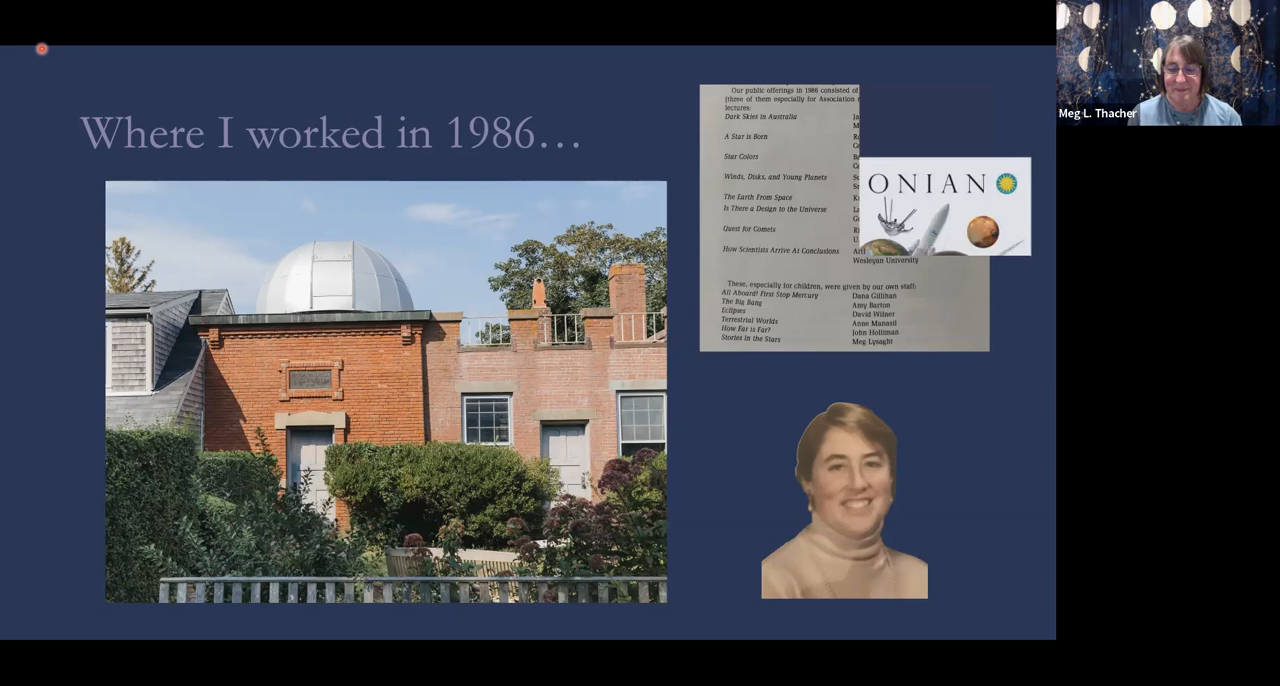 Where I worked in 1986…
Our public offerings in 1986 consisted of
(three of them especially for Association
lectures:
Dark Skies in Australia
A Star is Born
Star Colors
Winds, Disks, and Young Planets
The Earth From Space
Is There a Design to the Universe
Quest for Comets
How Scientists Arrive At Conclusions
Wesleyan University
These, especially for children, were given by our own staff:
All Aboard! First Stop Mercury Dana Gillihan
The Big Bang Amy Barton
Eclipses David Wilner
Terrestrial Worlds Anne Manasil
How Far is Far? John Holliman
Stories in the Stars Meg Lysaght
ONIAN
Meg L. Thacher